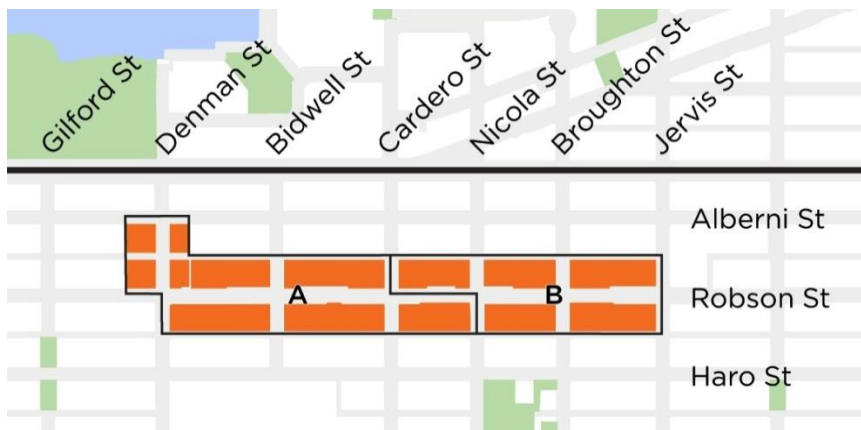 Gilford St
Denman St
Bidwell St
Cardero St
Nicola St
Broughton St
Jervis St
Alberni St
A
B
Robson St
Haro St